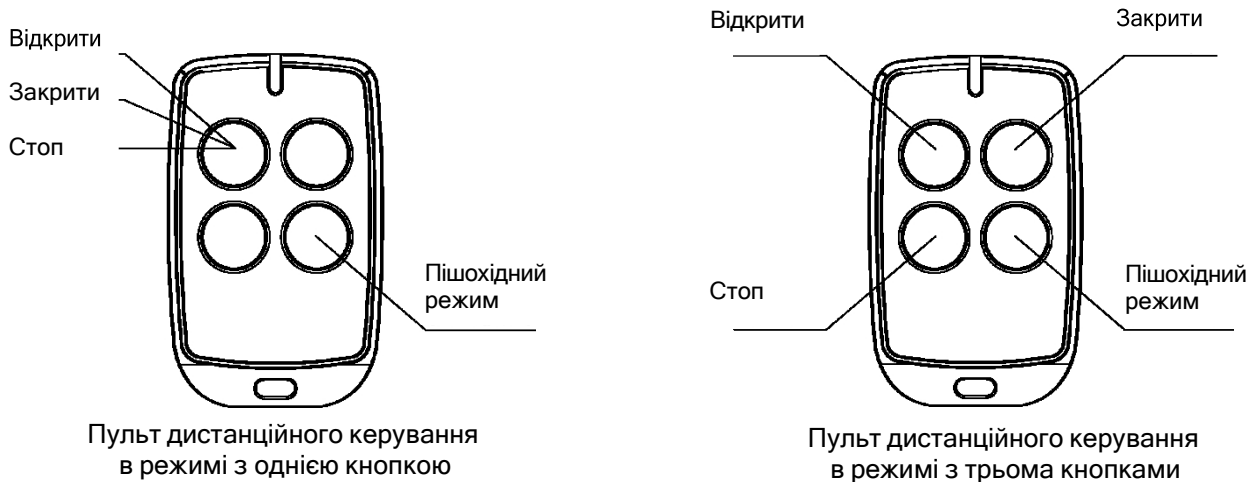 Відкрити
Закрити
Стоп
Пішохідний
режим
Пульт дистанційного керування
в режимі з однією кнопкою
Відкрити
Закрити
Стоп
Пішохідний
режим
Пульт дистанційного керування
в режимі з трьома кнопками